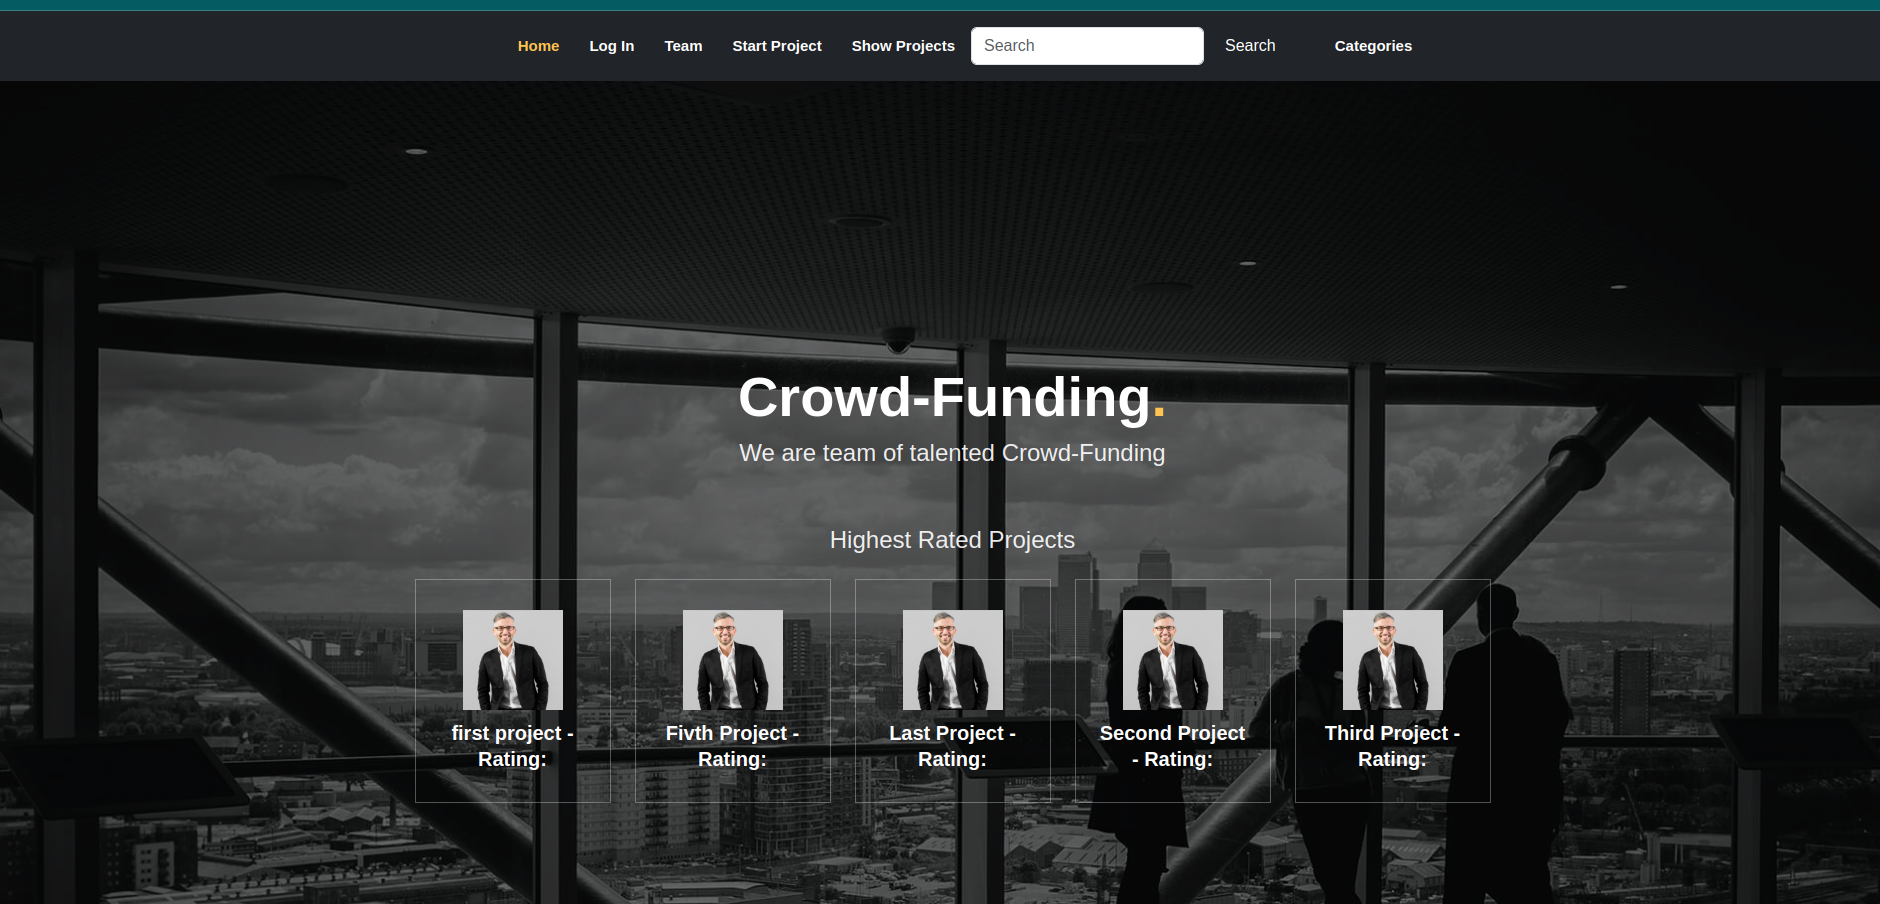 Home Log In Team Start Project Show Projects Search Search Categories
Crowd-Funding.
We are team of talented Crowd-Funding
Highest Rated Projects
first project -
Rating:
Fivth Project -
Rating:
Last Project -
Rating:
Second Project
- Rating:
Third Project -
Rating: